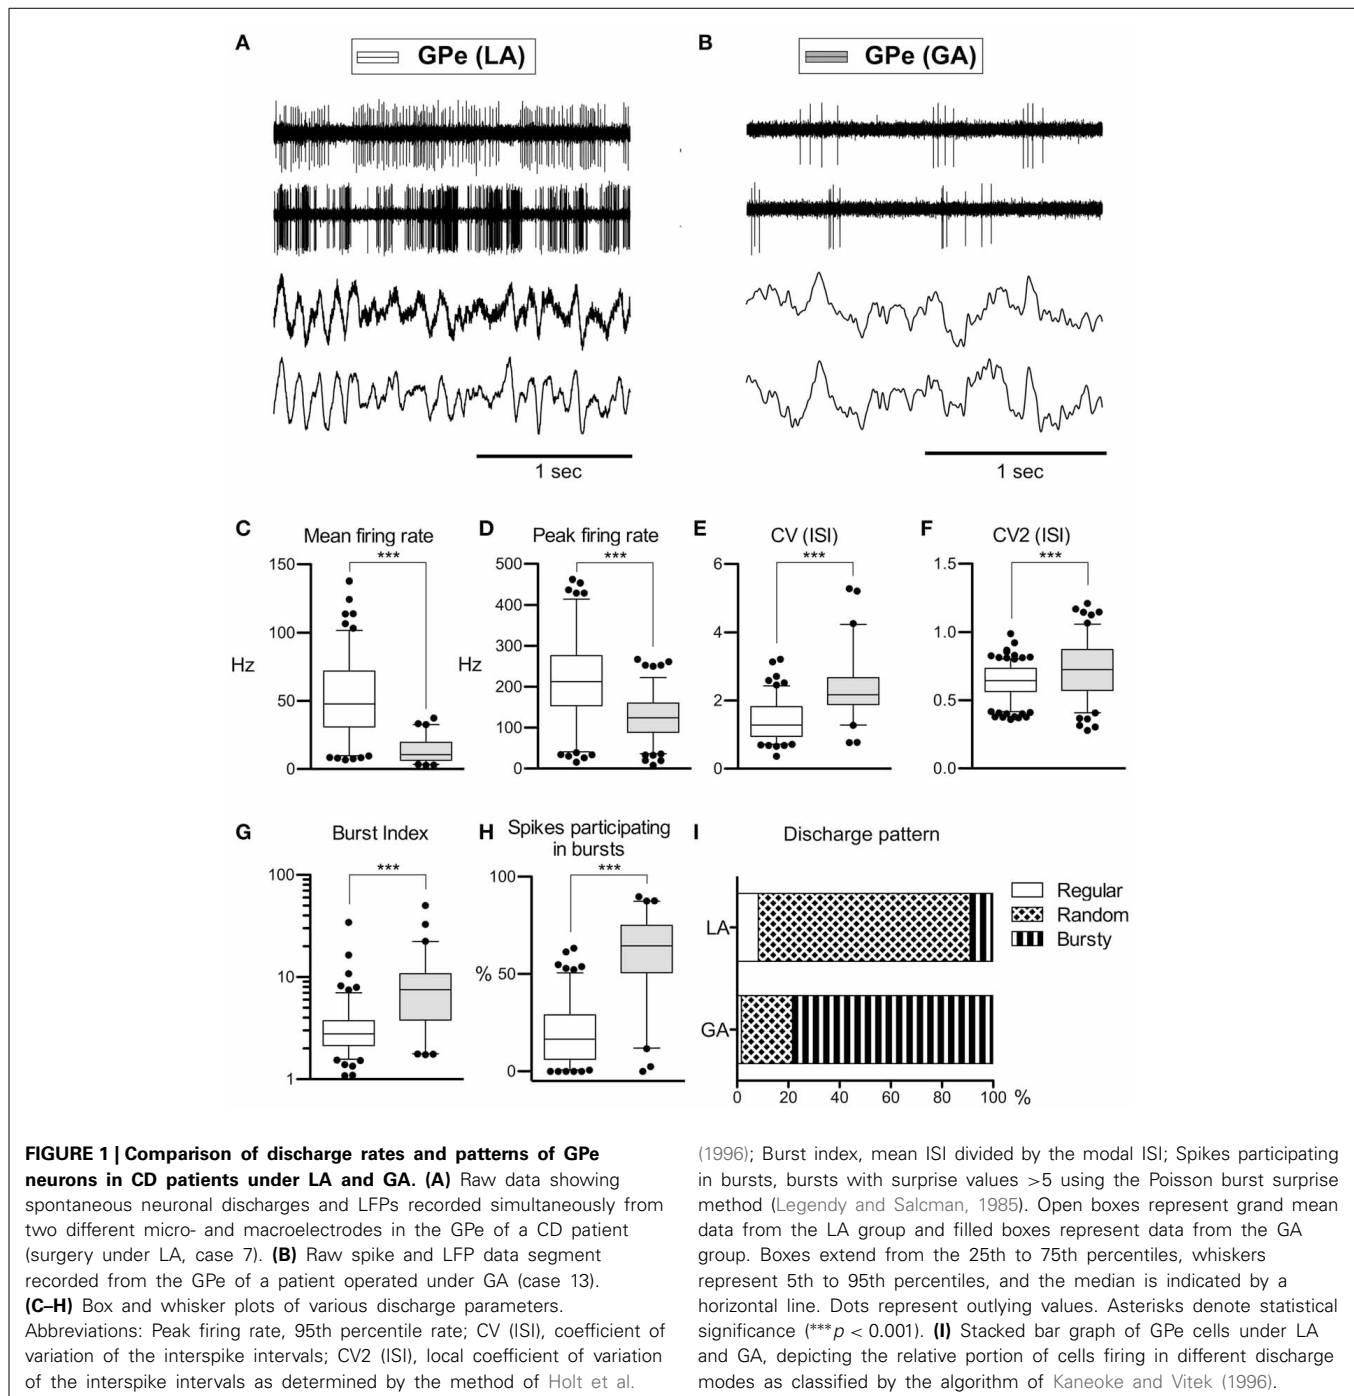 A
GPe (LA)
B
GPe (GA)
1 sec
1 sec
C
Mean firing rate
***
150
100
Hz
50
0
D
Peak firing rate
***
500
400
300
Hz
200
100
0
E
CV (ISI)
***
6
4
2
0
F
CV2 (ISI)
***
1.5
1.0
0.5
0.0
G
Burst Index
***
100
10
1
H
Spikes participating
in bursts
***
100
% 50
0
I
Discharge pattern
LA
GA
0 20 40 60 80 100 %
Regular
Random
Bursty
FIGURE 1 | Comparison of discharge rates and patterns of GPe
neurons in CD patients under LA and GA. (A) Raw data showing
spontaneous neuronal discharges and LFPs recorded simultaneously from
two different micro- and macroelectrodes in the GPe of a CD patient
(surgery under LA, case 7). (B) Raw spike and LFP data segment
recorded from the GPe of a patient operated under GA (case 13).
(C–H) Box and whisker plots of various discharge parameters.
Abbreviations: Peak firing rate, 95th percentile rate; CV (ISI), coefficient of
variation of the interspike intervals; CV2 (ISI), local coefficient of variation
of the interspike intervals as determined by the method of Holt et al.
(1996); Burst index, mean ISI divided by the modal ISI; Spikes participating
in bursts, bursts with surprise values >5 using the Poisson burst surprise
method (Legendy and Salcman, 1985). Open boxes represent grand mean
data from the LA group and filled boxes represent data from the GA
group. Boxes extend from the 25th to 75th percentiles, whiskers
represent 5th to 95th percentiles, and the median is indicated by a
horizontal line. Dots represent outlying values. Asterisks denote statistical
significance (***p < 0.001). (I) Stacked bar graph of GPe cells under LA
and GA, depicting the relative portion of cells firing in different discharge
modes as classified by the algorithm of Kaneoke and Vitek (1996).